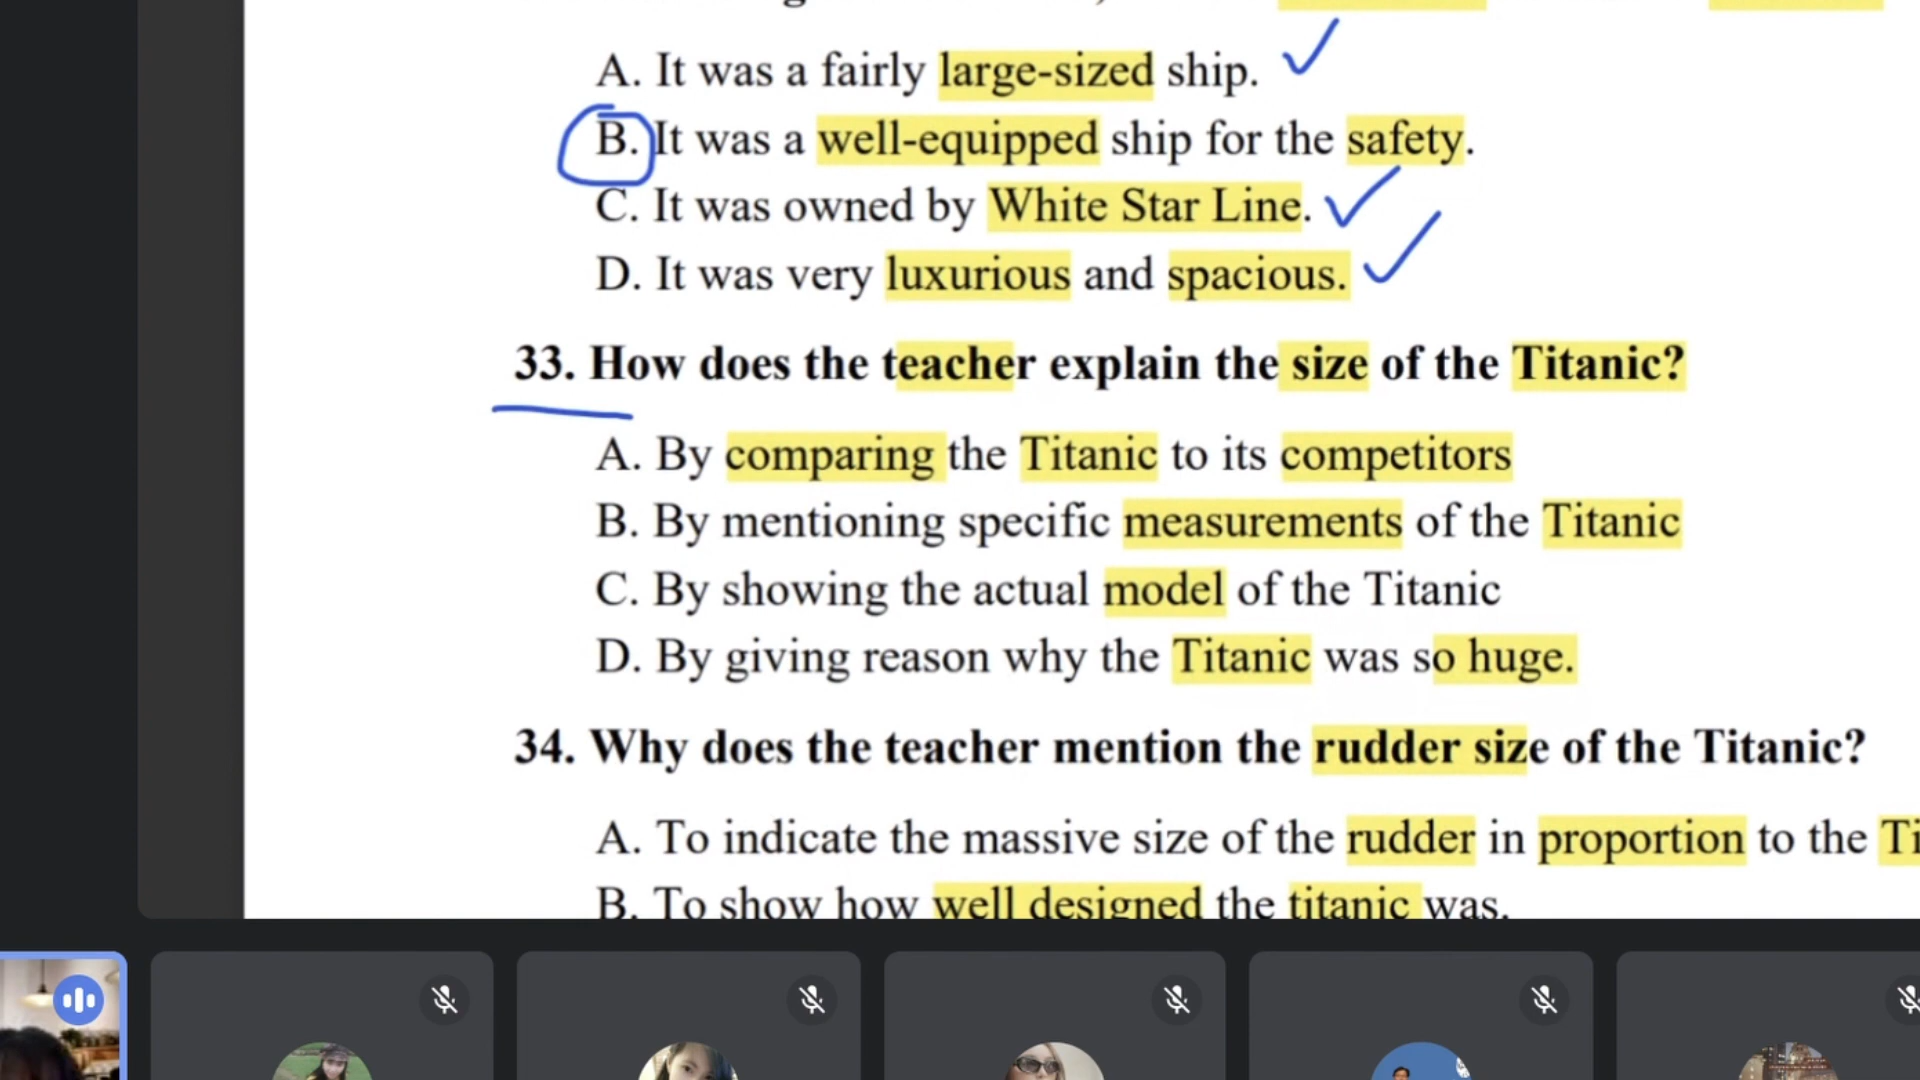 A. It was a fairly large-sized ship.
B. It was a well-equipped ship for the safety.
C. It was owned by White Star Line.
D. It was very luxurious and spacious.
33. How does the teacher explain the size of the Titanic?
A. By comparing the Titanic to its competitors
B. By mentioning specific measurements of the Titanic
C. By showing the actual model of the Titanic
D. By giving reason why the Titanic was so huge.
34. Why does the teacher mention the rudder size of the Titanic?
A. To indicate the massive size of the rudder in proportion to the Ti
B. To show how well designed the titanic was.